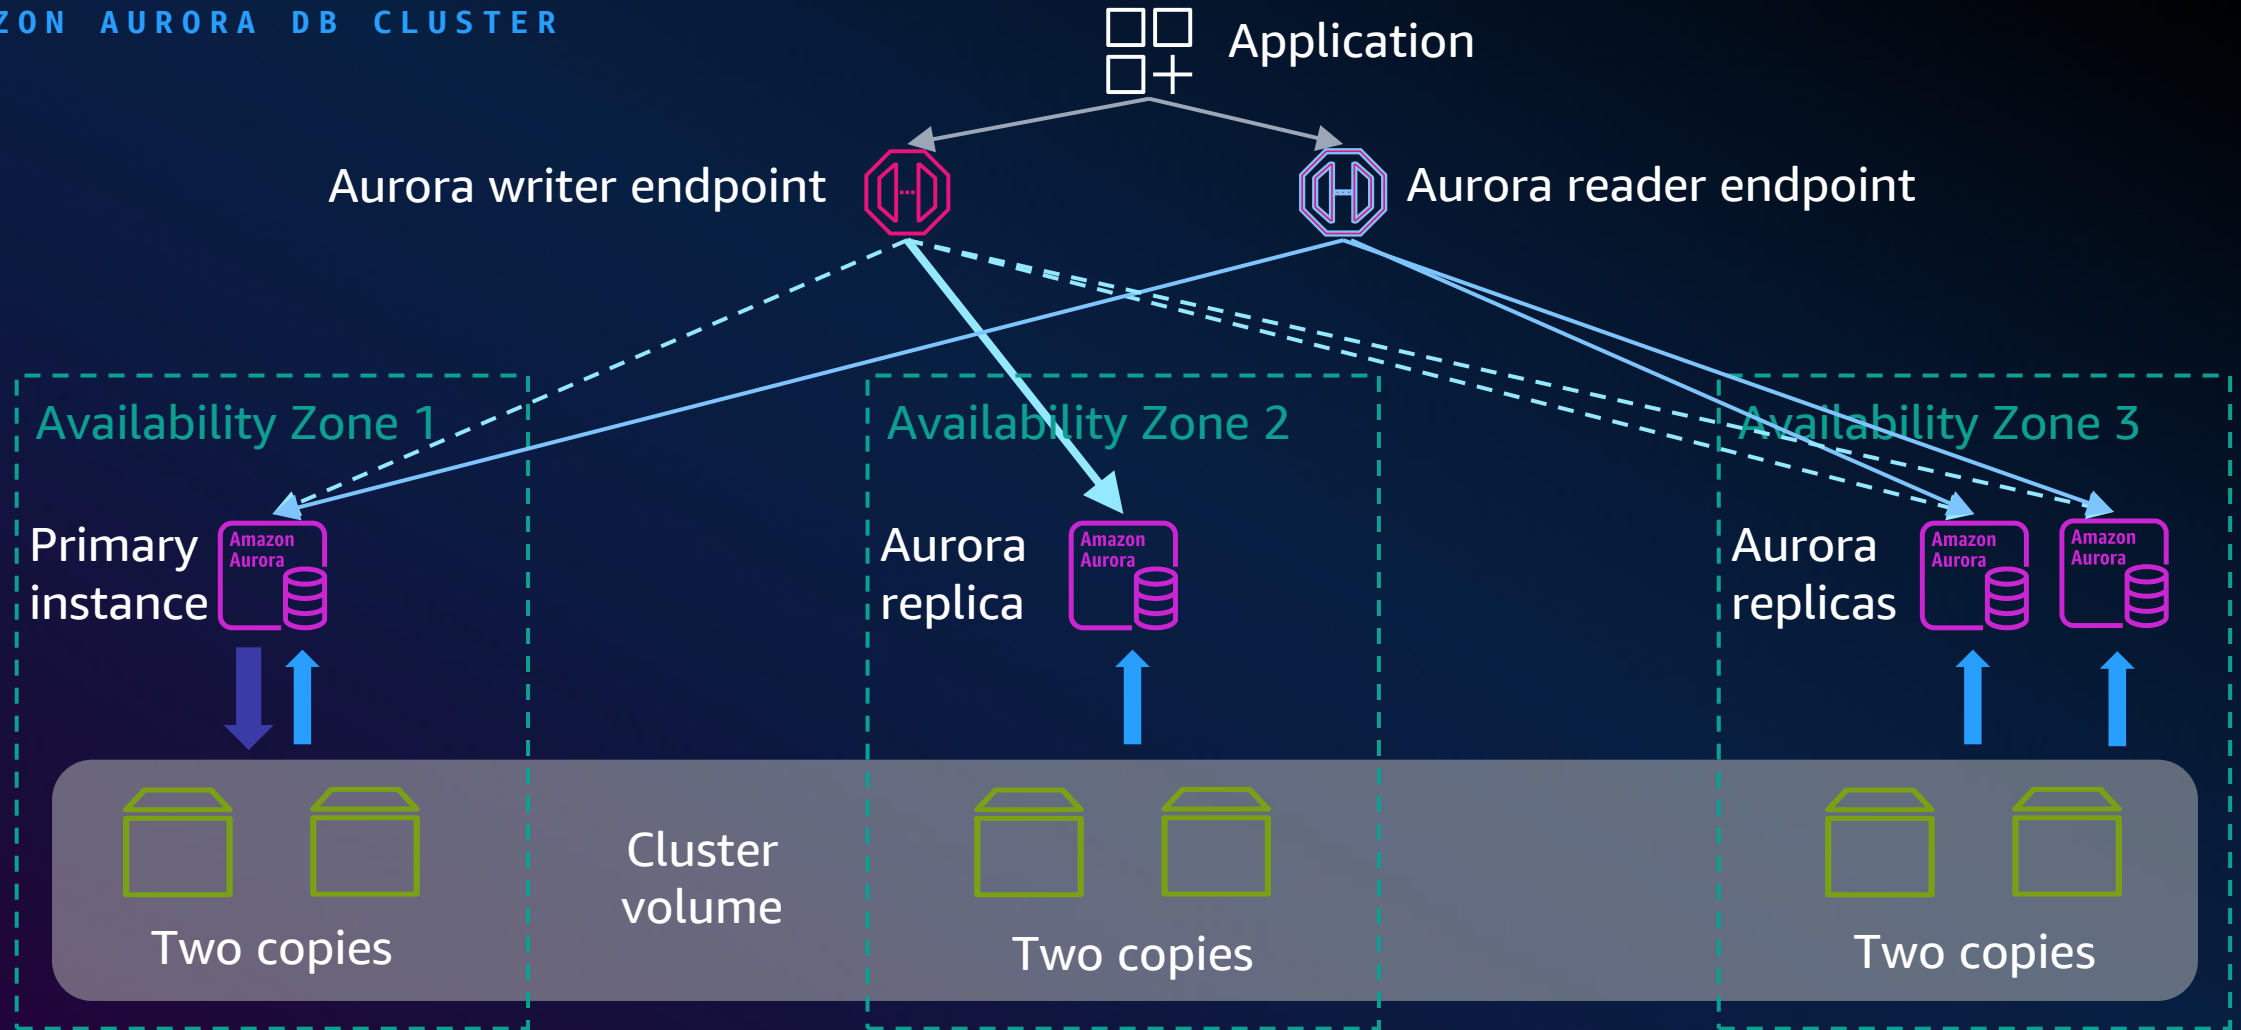 ZON AURORA DB CLUSTER
Application
Aurora writer endpoint
Aurora reader endpoint
Availability Zone 1
Availability Zone 2
Availability Zone 3
Primary
instance
Amazon
Aurora
Aurora
replica
Amazon
Aurora
Aurora
replicas
Amazon
Aurora
Amazon
Aurora
Cluster
volume
Two copies
Two copies
Two copies